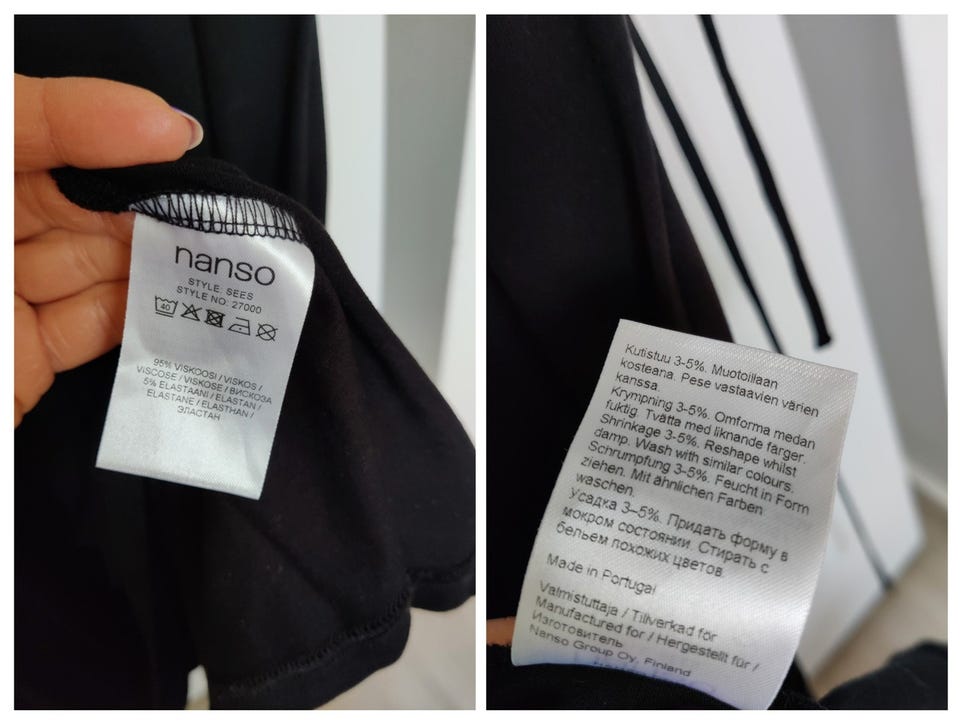 nanso
STYLE: SEES
STYLE NO: 27000
40
95% VISKOOSI / VISKOS /
VISCOSE / VISKOSE / ВИСКОЗА
5% ELASTAANI / ELASTAN /
ELASTANE / ELASTHAN /
ЭЛАСТАН
Kutistuu 3-5%. Muotoillaan
kosteana. Pese vastaavien värien
kanssa.
Krympning 3-5%. Omforma medan
fuktig. Tvätta med liknande färger.
Shrinkage 3-5%. Reshape whilst
damp. Wash with similar colours.
Schrumpfung 3-5%. Feucht in Form
ziehen. Mit ähnlichen Farben
waschen.
Усадка 3–5%. Придать форму в
мокром состоянии. Стирать с
бельем похожих цветов.
Made in Portugal
Valmistuttaja / Tillverkad för
Manufactured for / Hergestellt für /
Изготовитель
Nanso Group Oy, Finland